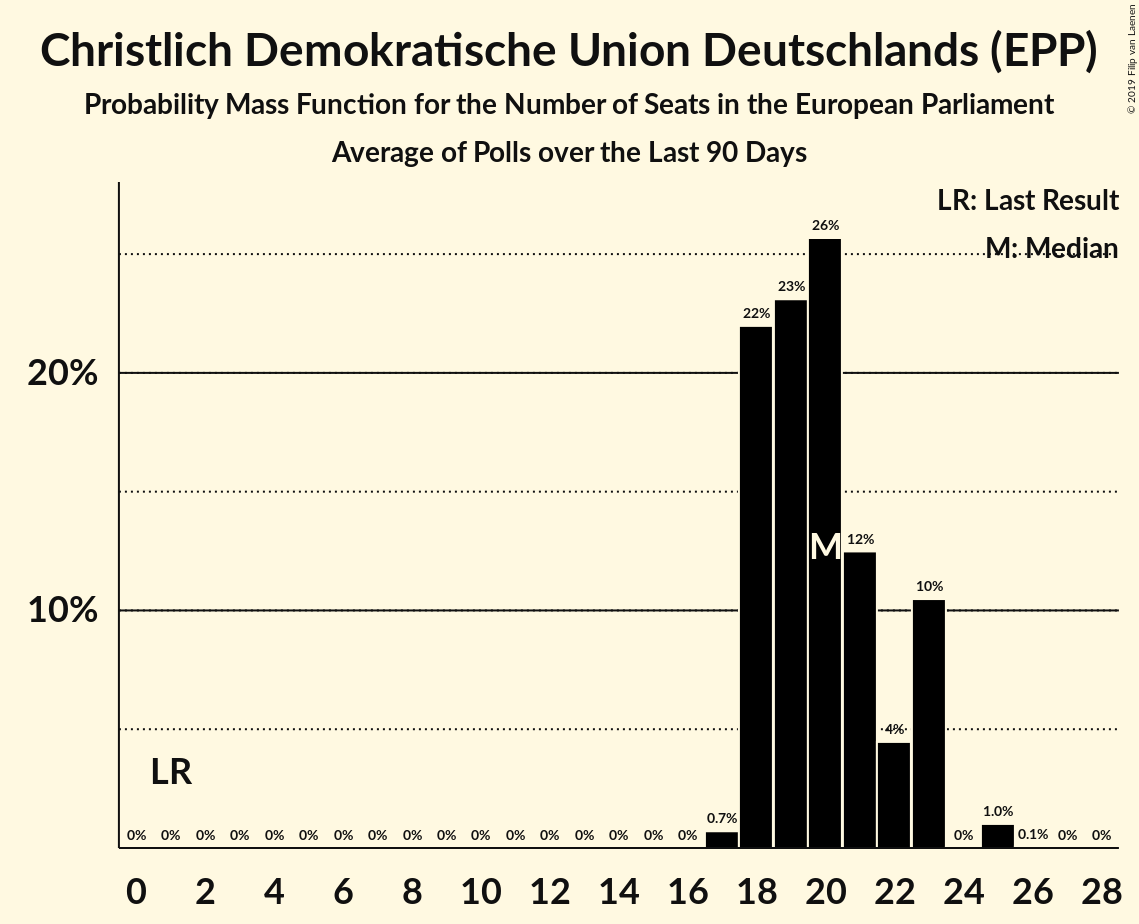 Christlich Demokratische Union Deutschlands (EPP)
Probability Mass Function for the Number of Seats in the European Parliament
Average of Polls over the Last 90 Days
© 2019 Filip van Laenen
LR: Last Result
M: Median
26%
23%
22%
20%
M
12%
10%
10%
4%
LR
0% 0% 0% 0% 0% 0% 0% 0% 0% 0% 0% 0% 0% 0% 0% 0% 0% 0.7% 0% 1.0% 0.1% 0% 0%
0 2 4 6 8 10 12 14 16 18 20 22 24 26 28